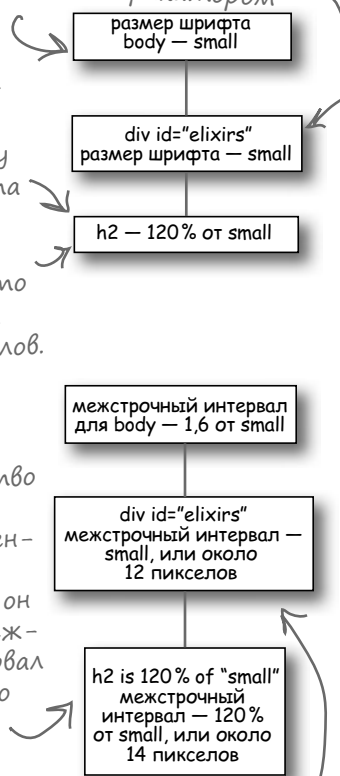 размер шрифта
body — small
div id="elixirs"
размер шрифта — small
h2 — 120 % от small
лов.
межстрочный интервал
для body — 1,6 от small
div id="elixirs"
межстрочный интервал —
small, или около
12 пикселов
он
h2 is 120 % of “small”
межстрочный
интервал — 120 %
от small, или около
14 пикселов